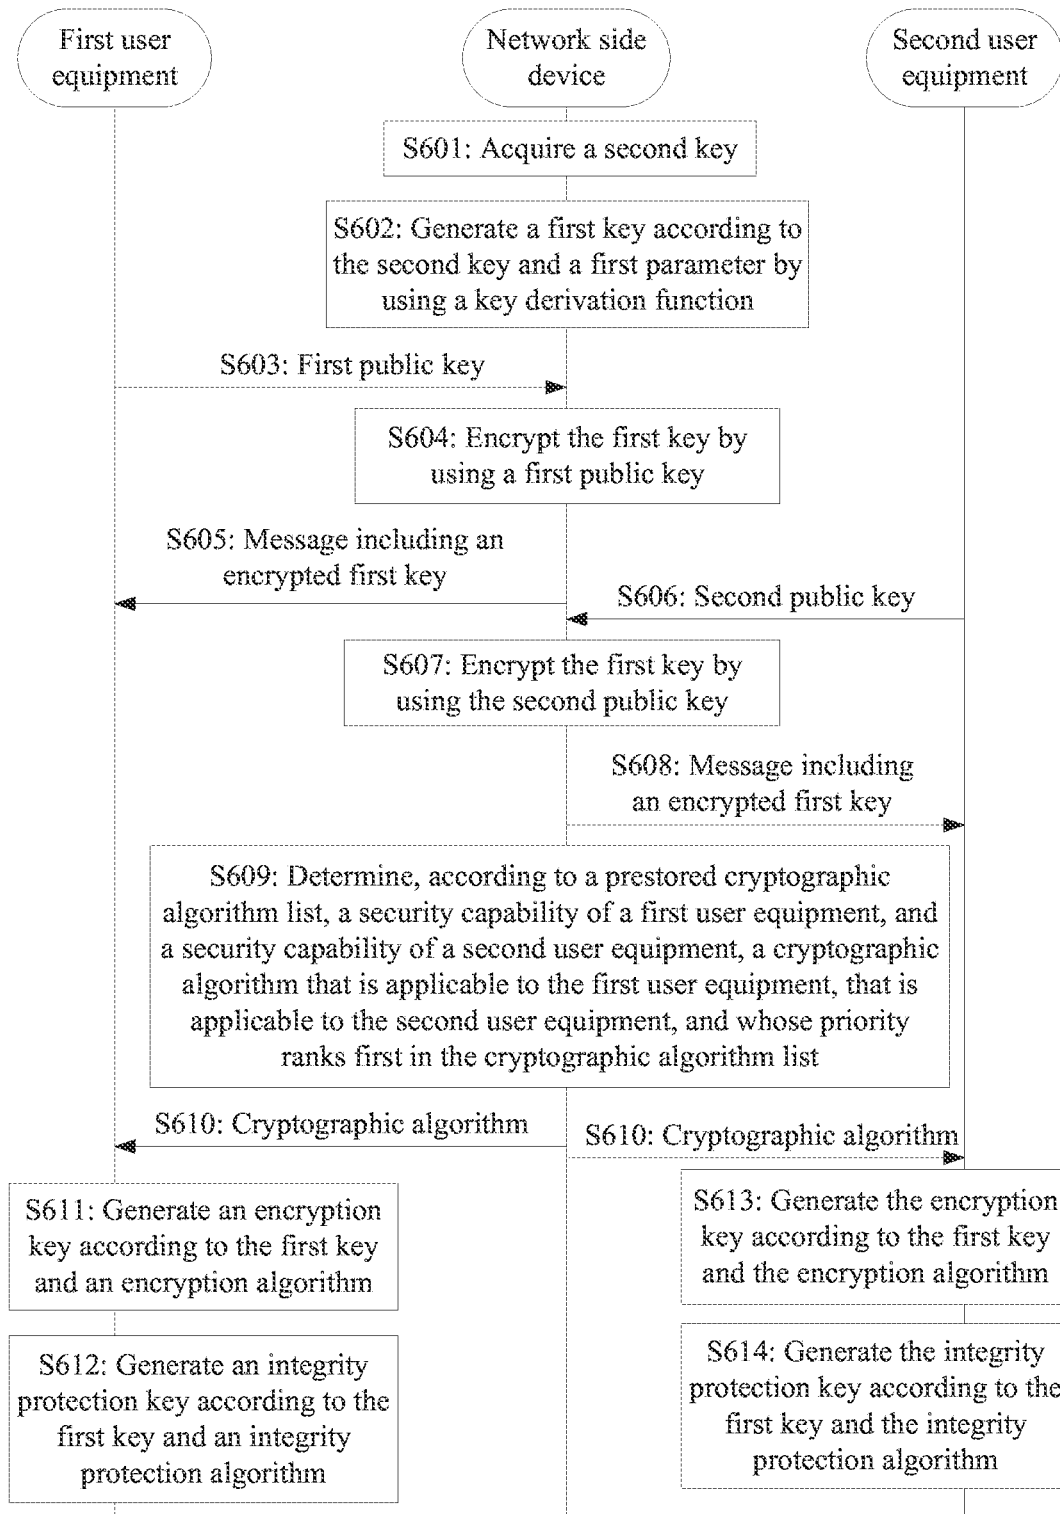 First user
equipment
Network side
device
Second user
equipment
S601: Acquire a second key
S602: Generate a first key according to
the second key and a first parameter by
using a key derivation function
S603: First public key
S604: Encrypt the first key by
using a first public key
S605: Message including an
encrypted first key
S606: Second public key
S607: Encrypt the first key by
using the second public key
S608: Message including
an encrypted first key
S609: Determine, according to a prestored cryptographic
algorithm list, a security capability of a first user equipment, and
a security capability of a second user equipment, a cryptographic
algorithm that is applicable to the first user equipment, that is
applicable to the second user equipment, and whose priority
ranks first in the cryptographic algorithm list
S610: Cryptographic algorithm
S610: Cryptographic algorithm
S611: Generate an encryption
key according to the first key
and an encryption algorithm
S613: Generate the encryption
key according to the first key
and the encryption algorithm
S612: Generate an integrity
protection key according to the
first key and an integrity
protection algorithm
S614: Generate the integrity
protection key according to the
first key and the integrity
protection algorithm